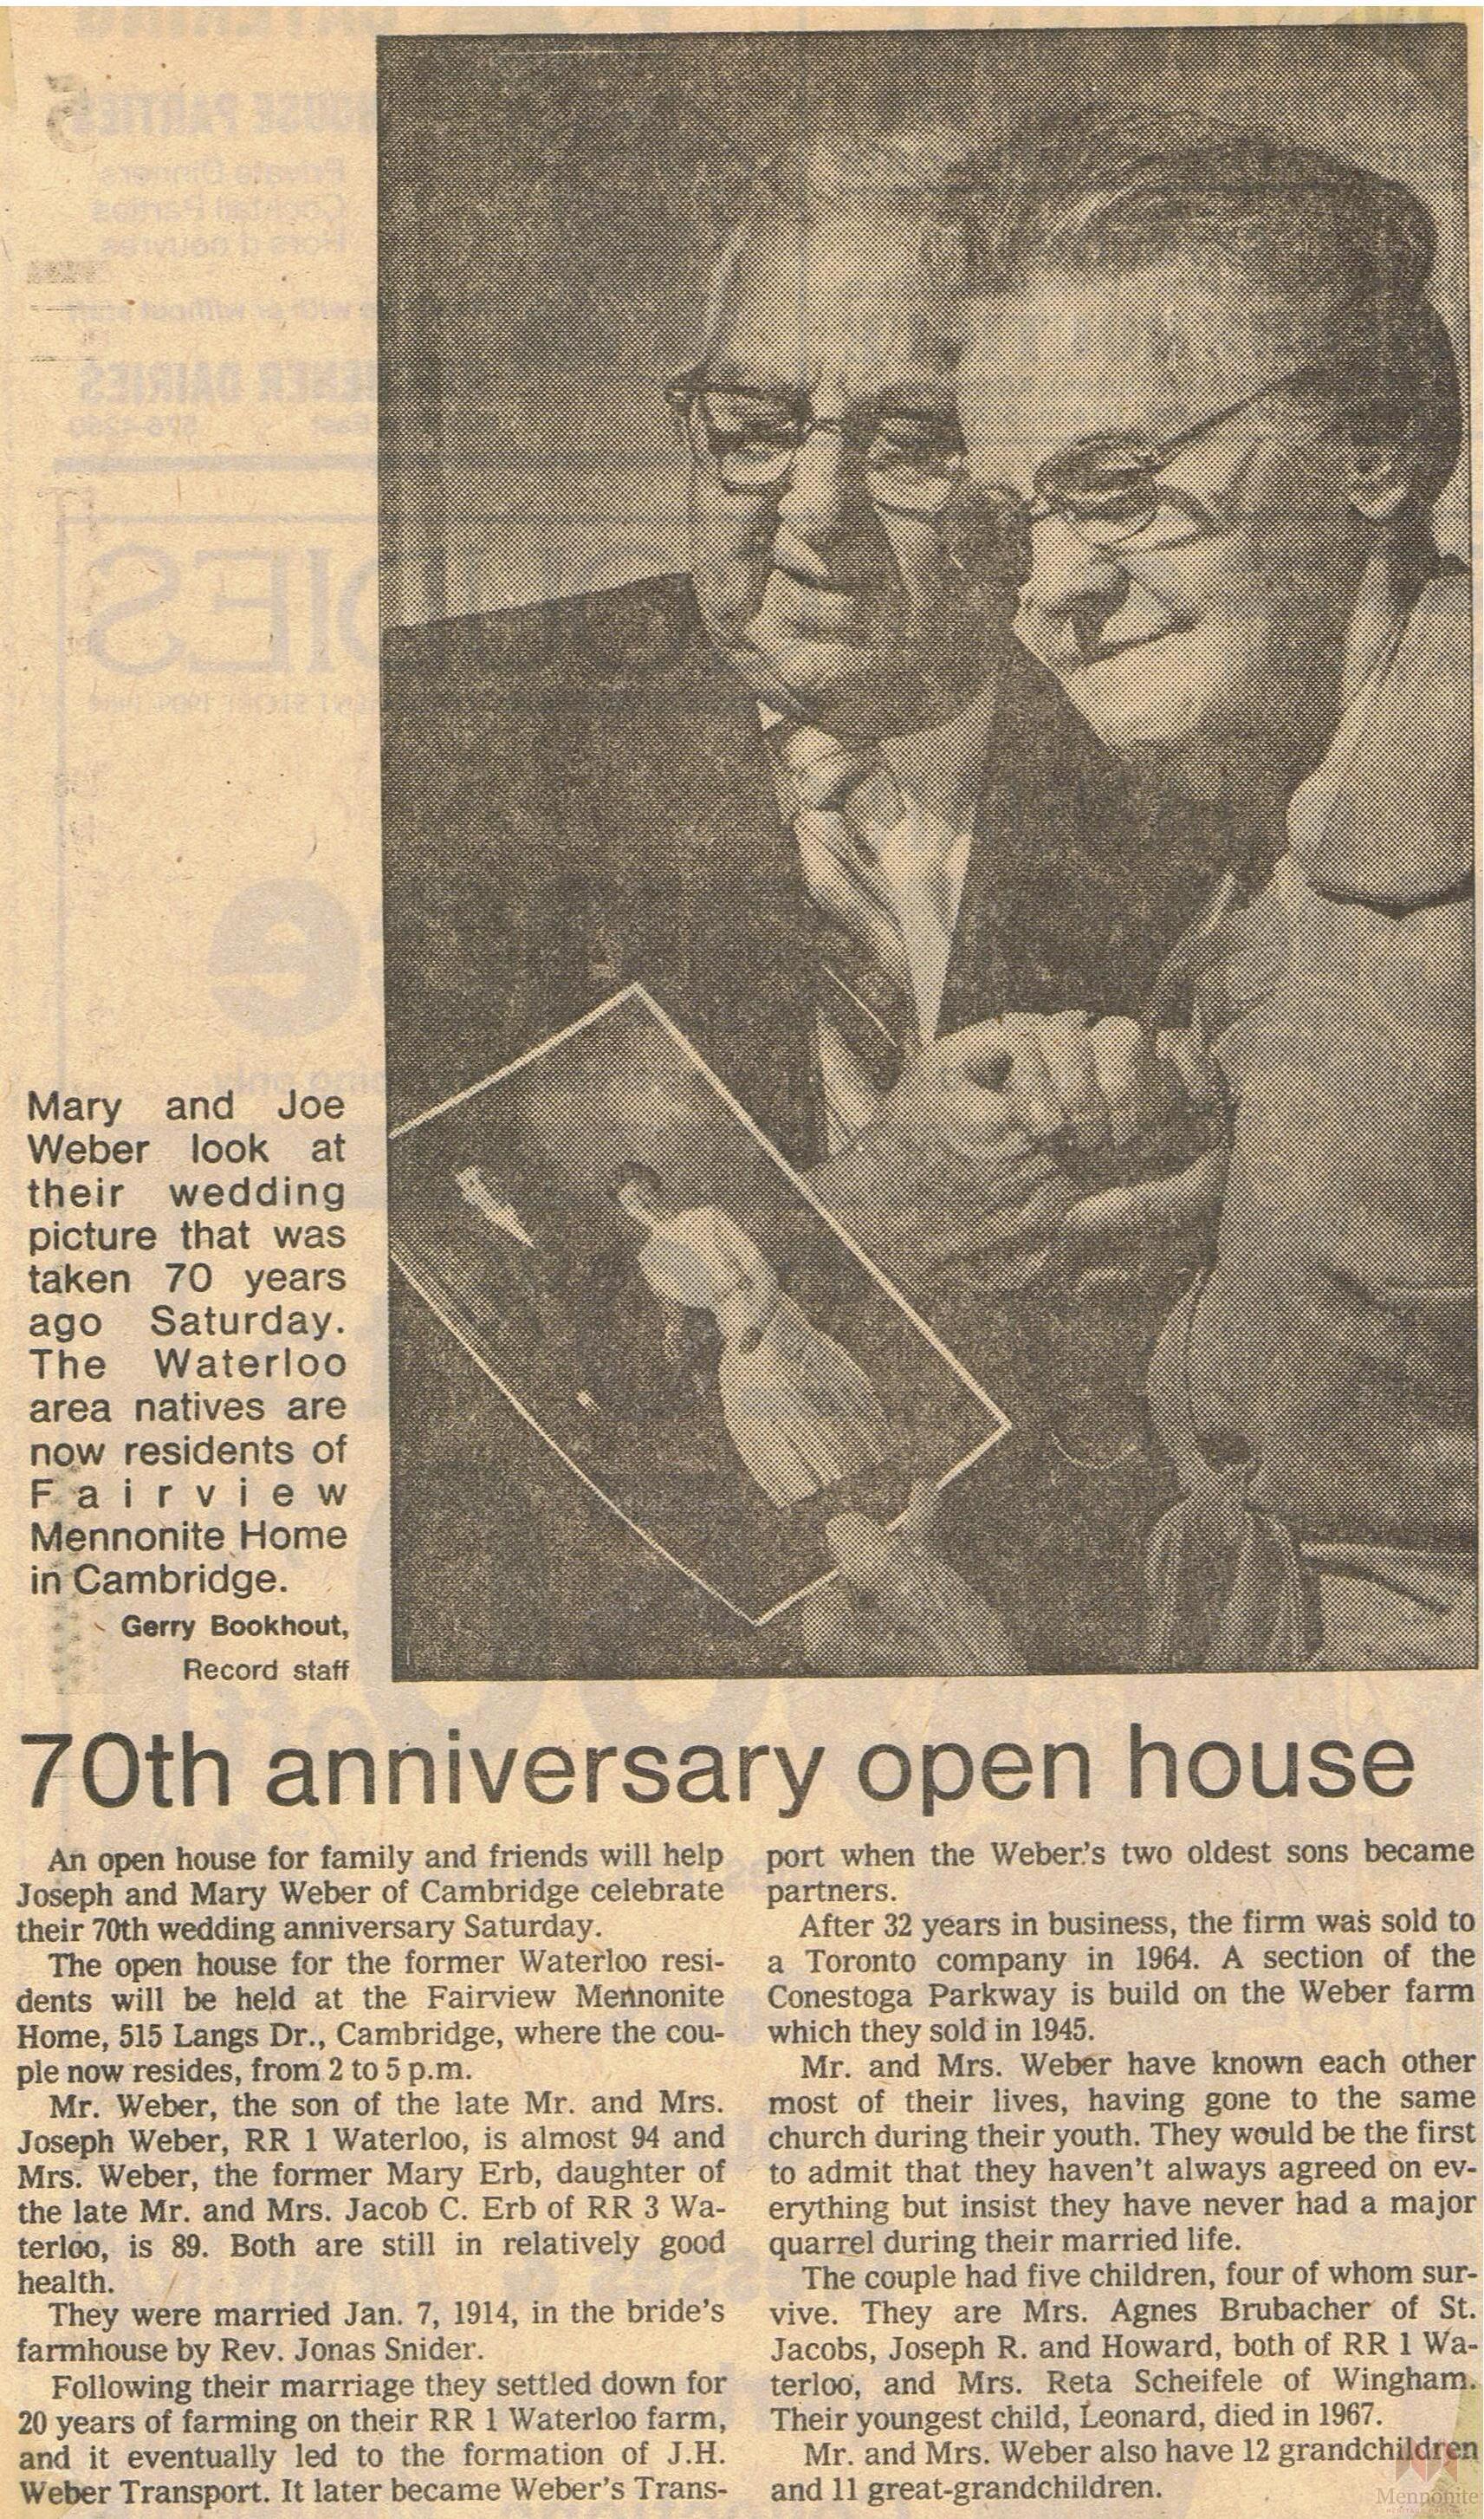 Mary and Joe
Weber look at
their wedding
picture that was
taken 70 years
ago Saturday.
The Waterloo
area natives are
now residents of
Fairview
Mennonite Home
in Cambridge.
Gerry Bookhout,
Record staff
70th anniversary open house
An open house for family and friends will help
Joseph and Mary Weber of Cambridge celebrate
their 70th wedding anniversary Saturday.
The open house for the former Waterloo resi-
dents will be held at the Fairview Mennonite
Home, 515 Langs Dr., Cambridge, where the cou-
ple now resides, from 2 to 5 p.m.
Mr. Weber, the son of the late Mr. and Mrs.
Joseph Weber, RR 1 Waterloo, is almost 94 and
Mrs. Weber, the former Mary Erb, daughter of
the late Mr. and Mrs. Jacob C. Erb of RR 3 Wa-
terloo, is 89. Both are still in relatively good
health.
They were married Jan. 7, 1914, in the bride's
farmhouse by Rev. Jonas Snider.
Following their marriage they settled down for
20 years of farming on their RR 1 Waterloo farm,
and it eventually led to the formation of J.H.
Weber Transport. It later became Weber's Trans-
port when the Weber's two oldest sons became
partners.
After 32 years in business, the firm was sold to
a Toronto company in 1964. A section of the
Conestoga Parkway is build on the Weber farm
which they sold in 1945.
Mr. and Mrs. Weber have known each other
most of their lives, having gone to the same
church during their youth. They would be the first
to admit that they haven't always agreed on ev-
erything but insist they have never had a major
quarrel during their married life.
The couple had five children, four of whom sur-
vive. They are Mrs. Agnes Brubacher of St.
Jacobs, Joseph R. and Howard, both of RR 1 Wa-
terloo, and Mrs. Reta Scheifele of Wingham.
Their youngest child, Leonard, died in 1967.
Mr. and Mrs. Weber also have 12 grandchildren
and 11 great-grandchildren.
Mennonite